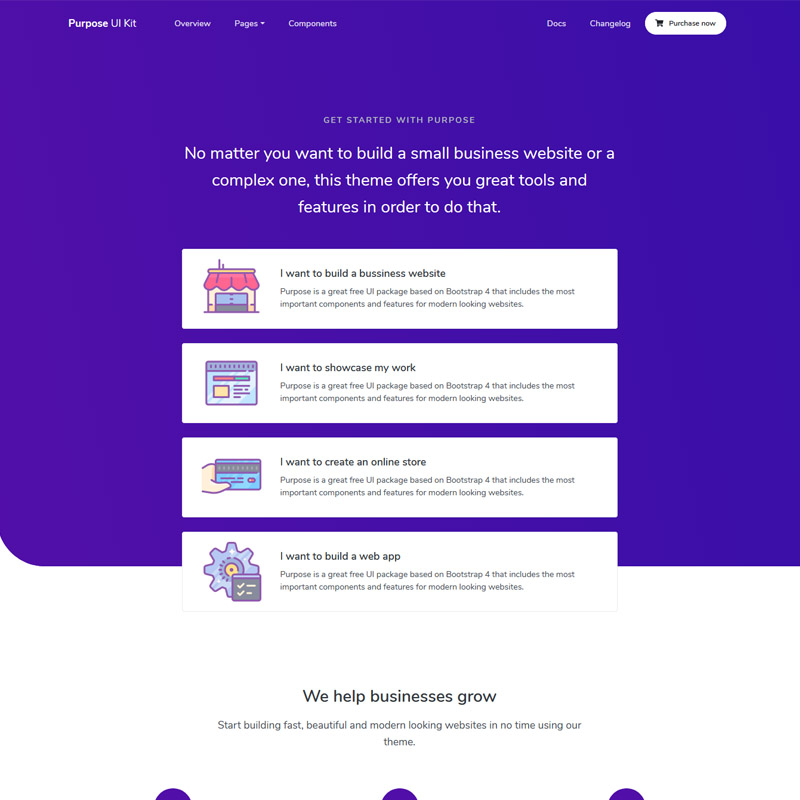 Purpose UI Kit
Overview
Pages
Components
Docs
Changelog
Purchase now
GET STARTED WITH PURPOSE
No matter you want to build a small business website or a
complex one, this theme offers you great tools and
features in order to do that.
I want to build a bussiness website
Purpose is a great free UI package based on Bootstrap 4 that includes the most
important components and features for modern looking websites.
I want to showcase my work
Purpose is a great free UI package based on Bootstrap 4 that includes the most
important components and features for modern looking websites.
I want to create an online store
Purpose is a great free UI package based on Bootstrap 4 that includes the most
important components and features for modern looking websites.
I want to build a web app
Purpose is a great free UI package based on Bootstrap 4 that includes the most
important components and features for modern looking websites.
We help businesses grow
Start building fast, beautiful and modern looking websites in no time using our
theme.